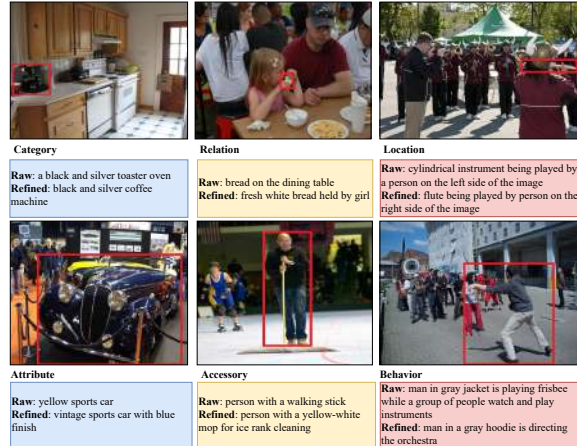 Category
Relation
Location
Raw: a black and silver toaster oven
Refined: black and silver coffee
machine
Raw: bread on the dining table
Refined: fresh white bread held by girl
Raw: cylindrical instrument being played by
a person on the left side of the image
Refined: flute being played by person on the
right side of the image
Attribute
Accessory
Behavior
Raw: yellow sports car
Refined: vintage sports car with blue
finish
Raw: person with a walking stick
Refined: person with a yellow-white
mop for ice rank cleaning
Raw: man in gray jacket is playing frisbee
while a group of people watch and play
instruments
Refined: man in a gray hoodie is directing
the orchestra